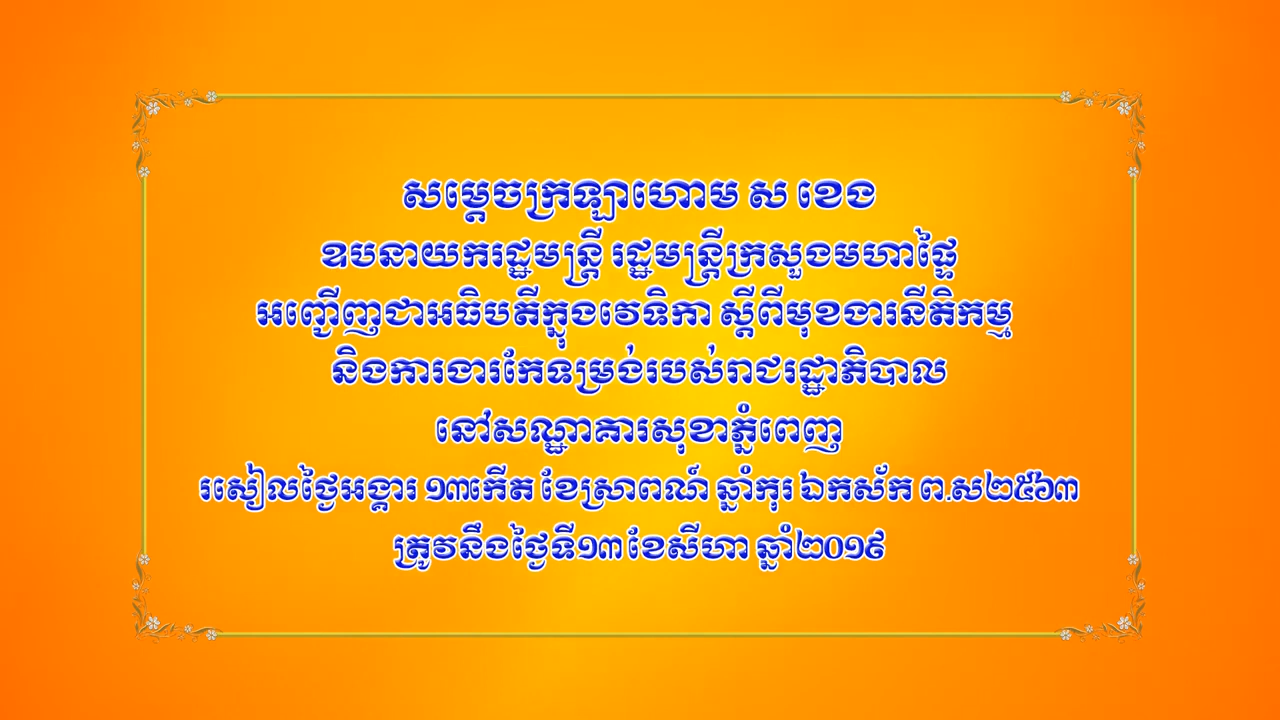 សម្តេចក្រឡាហោម ស ខេង
ឧបនាយករដ្ឋមន្ត្រី រដ្ឋមន្ត្រីក្រសួងមហាផ្ទៃ
អញ្ជើញជាអធិបតីក្នុងវេទិកា ស្តីពីមុខងារនីតិកម្ម
និងការងារកែទម្រង់របស់រាជរដ្ឋាភិបាល
នៅសណ្ឋាគារសុខាភ្នំពេញ
រសៀលថ្ងៃអង្គារ ១៣កើត ខែស្រាពណ៍ ឆ្នាំកុរ ឯកស័ក ព.ស២៥៦៣
ត្រូវនឹងថ្ងៃទី១៣ខែសីហា ឆ្នាំ២០១៩